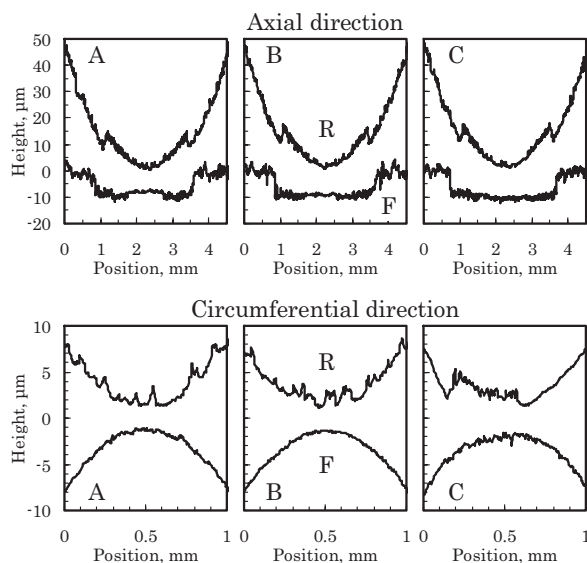 Axial direction
50
40
30
20
10
0
-10
-20
Height, µm
A
B
R
F
C
0 1 2 3 4
0 1 2 3 4
0 1 2 3 4
Position, mm
Position, mm
Position, mm
Circumferential direction
10
5
0
-5
-10
Height, µm
R
F
A
B
C
0 0.5 1
0 0.5 1
0 0.5 1
Position, mm
Position, mm
Position, mm